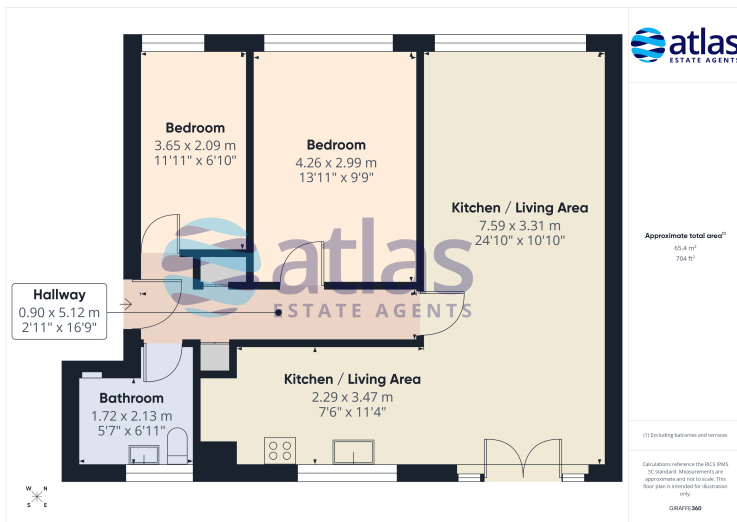 Bedroom
3.65 x 2.09 m
11'11" x 6'10"
Bedroom
4.26 x 2.99 m
13'11" x 9'9"
Kitchen / Living Area
7.59 x 3.31 m
24'10" x 10'10"
Hallway
0.90 x 5.12 m
2'11" x 16'9"
Kitchen / Living Area
2.29 x 3.47 m
7'6" x 11'4"
Bathroom
1.72 x 2.13 m
5'7" x 6'11"
atlas
ESTATE AGENTS
W N
S E
atlas
ESTATE AGENTS
Approximate total area⁽¹⁾
65.4 m²
704 ft²
(1) Excluding balconies and terraces
Calculations reference the RICS IPMS
3C standard. Measurements are
approximate and not to scale. This
floor plan is intended for illustration
only.
GIRAFFE360